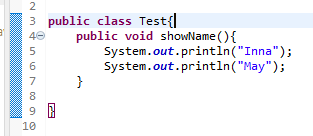 2
3 public class Test{
4 public void showName(){
5 System.out.println("Inna");
6 System.out.println("May");
7 }
8
9 }
10